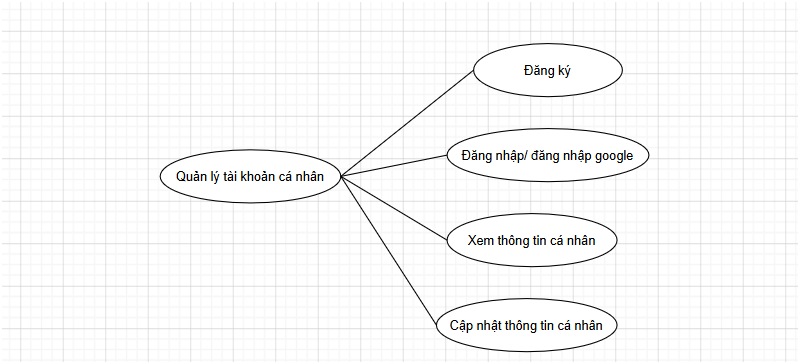 Đăng ký
Đăng nhập/ đăng nhập google
Quản lý tài khoản cá nhân
Xem thông tin cá nhân
Cập nhật thông tin cá nhân